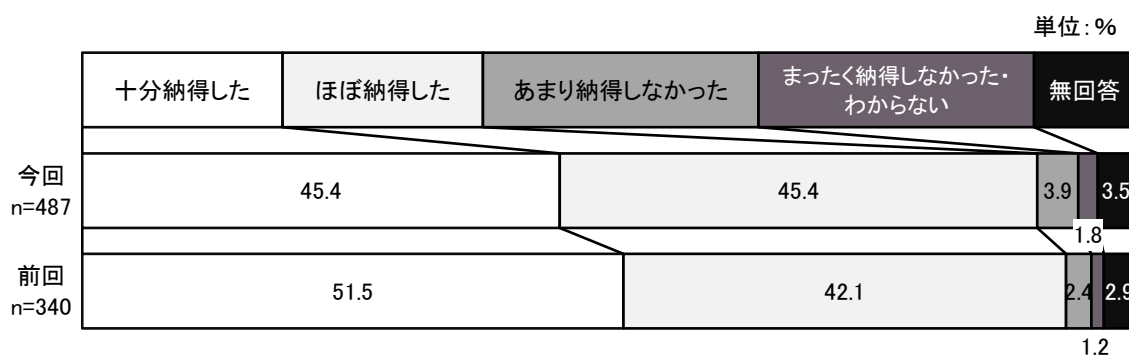 単位:%
十分納得した
ほぼ納得した
あまり納得しなかった
まったく納得しなかった・
わからない
無回答
今回
n=487
45.4
45.4
3.9
1.8
3.5
前回
n=340
51.5
42.1
2.4
1.2
2.9